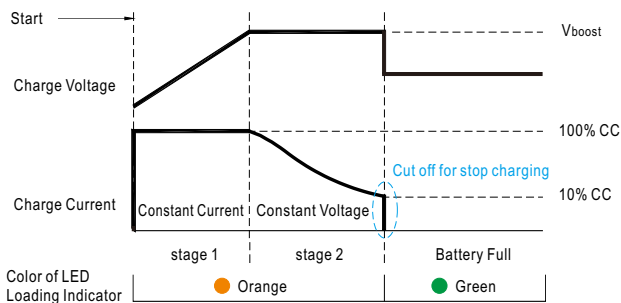 Start
Vboost
Charge Voltage
100% CC
Cut off for stop charging
10% CC
Charge Current
Constant Current
Constant Voltage
stage 1
stage 2
Battery Full
Color of LED
Loading Indicator
Orange
Green